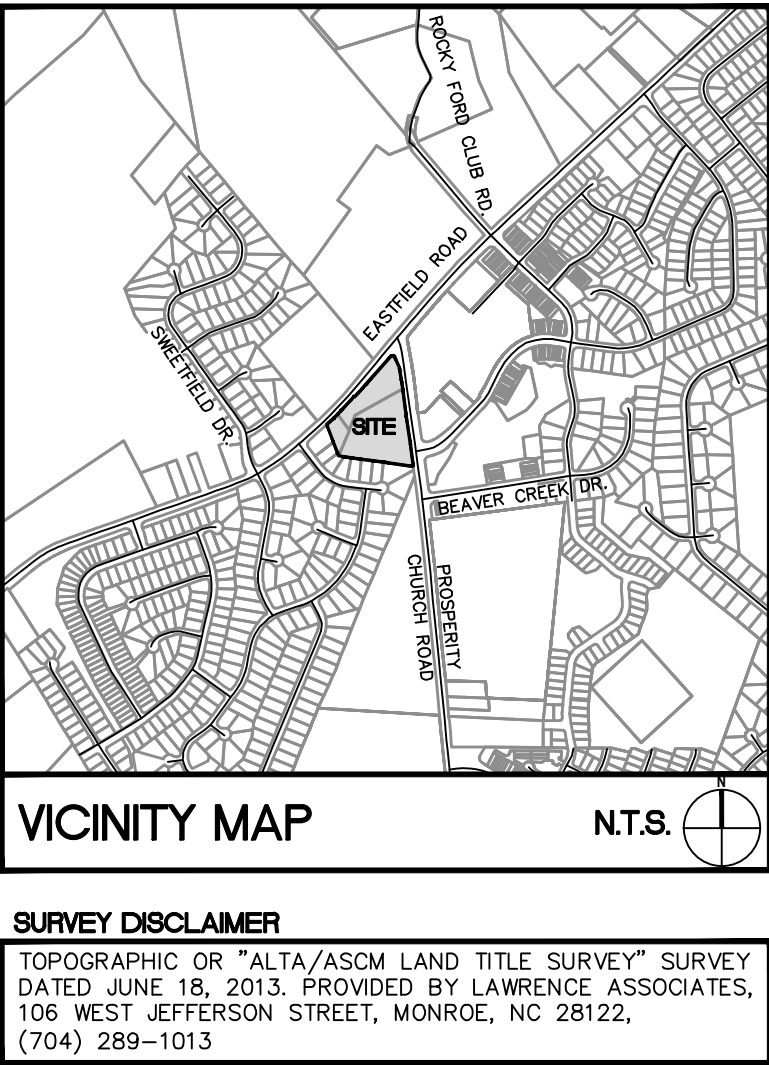 ROCKY FORD CLUB RD.
EASTFIELD ROAD
SWEETFIELD DR.
SITE
BEAVER CREEK DR.
PROSPERITY
CHURCH ROAD
VICINITY MAP
N.T.S.
N
SURVEY DISCLAIMER
TOPOGRAPHIC OR "ALTA/ASCM LAND TITLE SURVEY" SURVEY
DATED JUNE 18, 2013. PROVIDED BY LAWRENCE ASSOCIATES,
106 WEST JEFFERSON STREET, MONROE, NC 28122,
(704) 289-1013